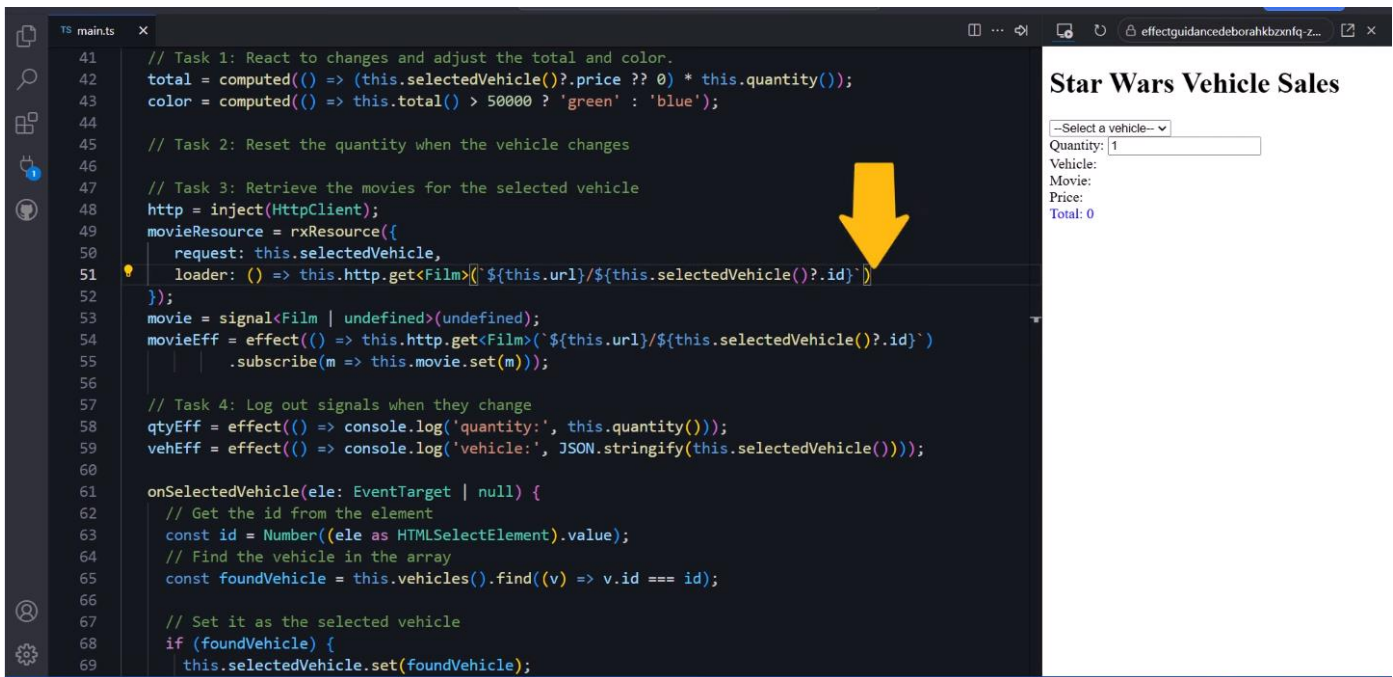 TS main.ts ×
effectguidancedeborahkbzxnfq-z...
41 // Task 1: React to changes and adjust the total and color.
42 total = computed(() => (this.selectedVehicle()?.price ?? 0) * this.quantity());
43 color = computed(() => this.total() > 50000 ? 'green' : 'blue');
44
45 // Task 2: Reset the quantity when the vehicle changes
46
47 // Task 3: Retrieve the movies for the selected vehicle
48 http = inject(HttpClient);
49 movieResource = rxResource({
50 request: this.selectedVehicle,
51 loader: () => this.http.get<Film>(`${this.url}/${this.selectedVehicle()?.id}`)
52 });
53 movie = signal<Film | undefined>(undefined);
54 movieEff = effect(() => this.http.get<Film>(`${this.url}/${this.selectedVehicle()?.id}`)
55 .subscribe(m => this.movie.set(m)));
56
57 // Task 4: Log out signals when they change
58 qtyEff = effect(() => console.log('quantity:', this.quantity()));
59 vehEff = effect(() => console.log('vehicle:', JSON.stringify(this.selectedVehicle())));
60
61 onSelectedVehicle(ele: EventTarget | null) {
62 // Get the id from the element
63 const id = Number((ele as HTMLSelectElement).value);
64 // Find the vehicle in the array
65 const foundVehicle = this.vehicles().find((v) => v.id === id);
66
67 // Set it as the selected vehicle
68 if (foundVehicle) {
69 this.selectedVehicle.set(foundVehicle);
1
Star Wars Vehicle Sales
--Select a vehicle--
Quantity: 1
Vehicle:
Movie:
Price:
Total: 0